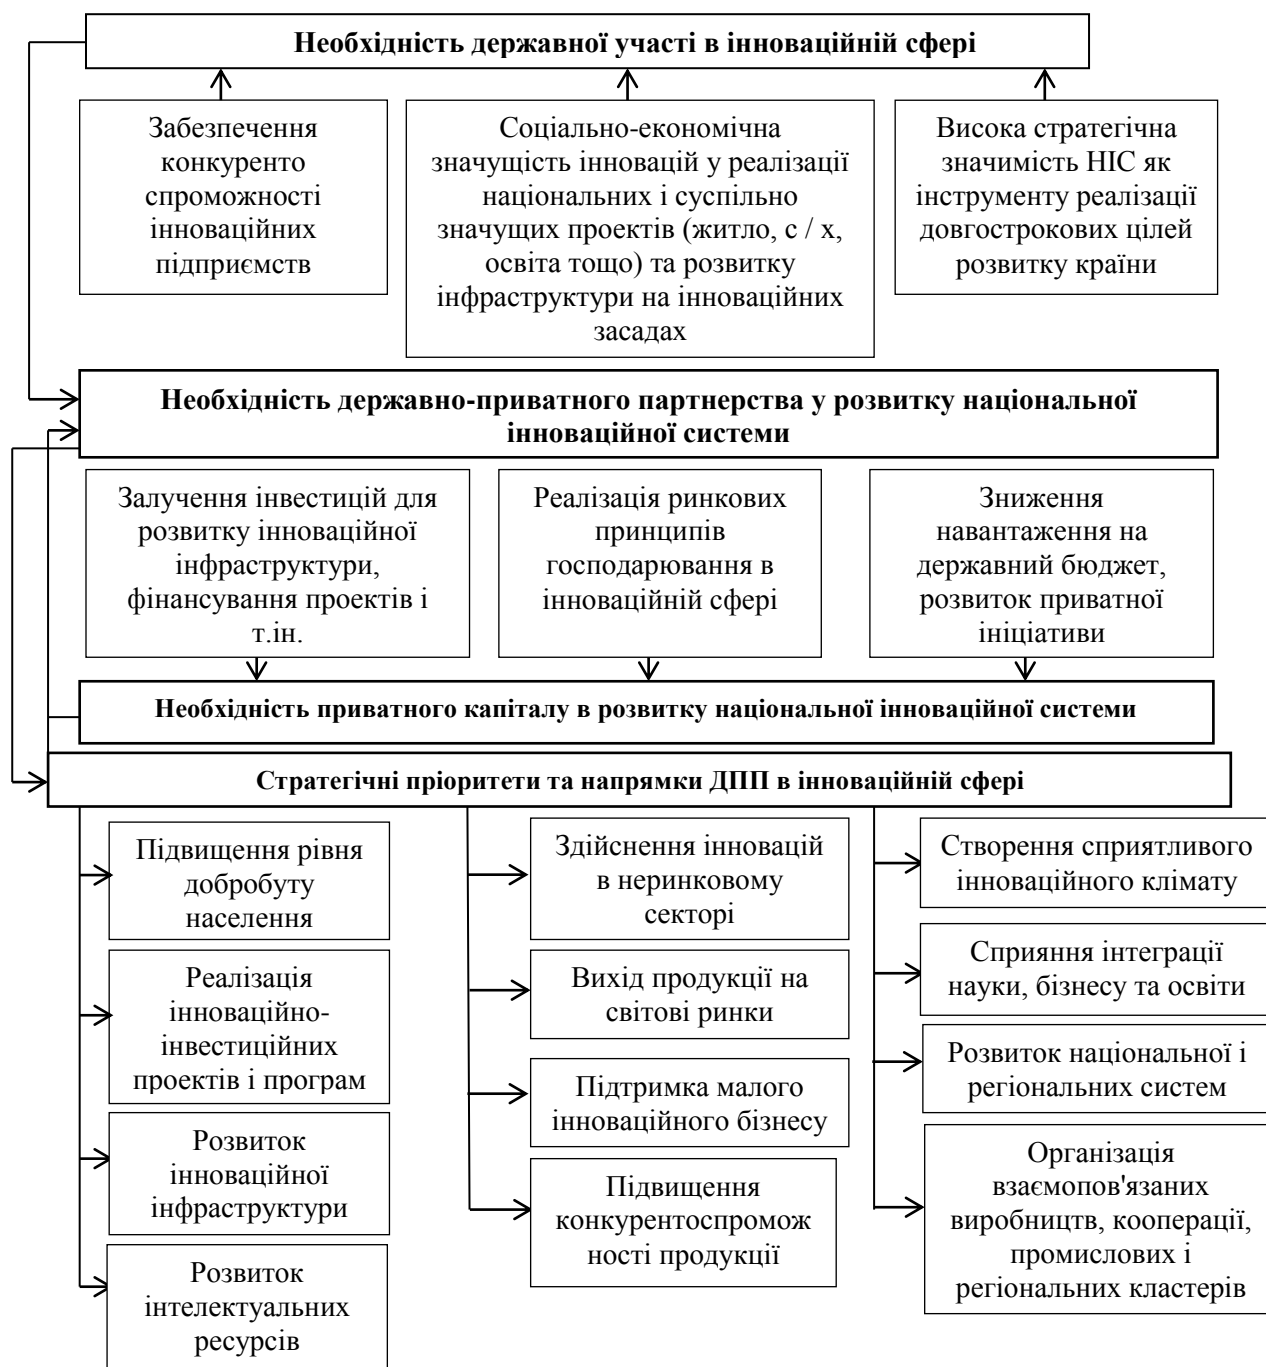 Необхідність державної участі в інноваційній сфері
Забезпечення
конкуренто
спроможності
інноваційних
підприємств
Соціально-економічна
значущість інновацій у реалізації
національних і суспільно
значущих проектів (житло, с / х,
освіта тощо) та розвитку
інфраструктури на інноваційних
засадах
Висока стратегічна
значимість НІС як
інструменту реалізації
довгострокових цілей
розвитку країни
Необхідність державно-приватного партнерства у розвитку національної
інноваційної системи
Залучення інвестицій для
розвитку інноваційної
інфраструктури,
фінансування проектів і
т.ін.
Реалізація ринкових
принципів
господарювання в
інноваційній сфері
Зниження
навантаження на
державний бюджет,
розвиток приватної
ініціативи
Необхідність приватного капіталу в розвитку національної інноваційної системи
Стратегічні пріоритети та напрямки ДПП в інноваційній сфері
Підвищення рівня
добробуту
населення
Реалізація
інноваційно-
інвестиційних
проектів і програм
Розвиток
інноваційної
інфраструктури
Розвиток
інтелектуальних
ресурсів
Здійснення інновацій
в неринковому
секторі
Вихід продукції на
світові ринки
Підтримка малого
інноваційного бізнесу
Підвищення
конкурентоспромож
ності продукції
Створення сприятливого
інноваційного клімату
Сприяння інтеграції
науки, бізнесу та освіти
Розвиток національної і
регіональних систем
Організація
взаємопов'язаних
виробництв, кооперації,
промислових і
регіональних кластерів